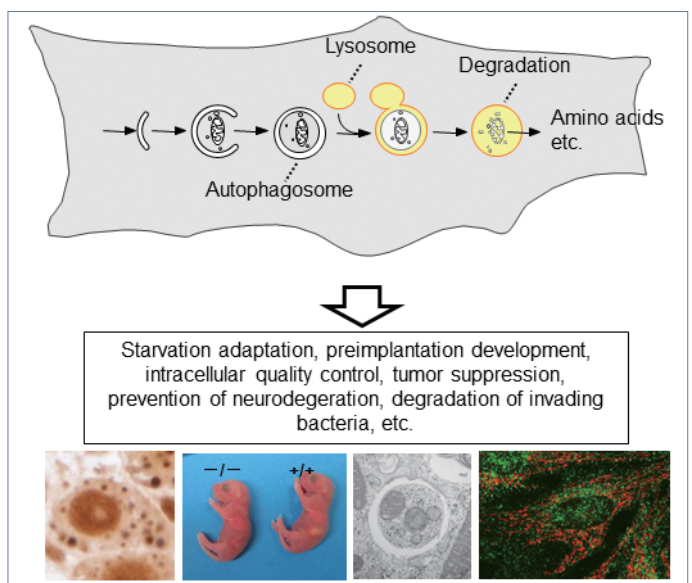 Lysosome
Degradation
Amino acids
etc.
Autophagosome
Starvation adaptation, preimplantation development,
intracellular quality control, tumor suppression,
prevention of neurodegeration, degradation of invading
bacteria, etc.
−/− +/+